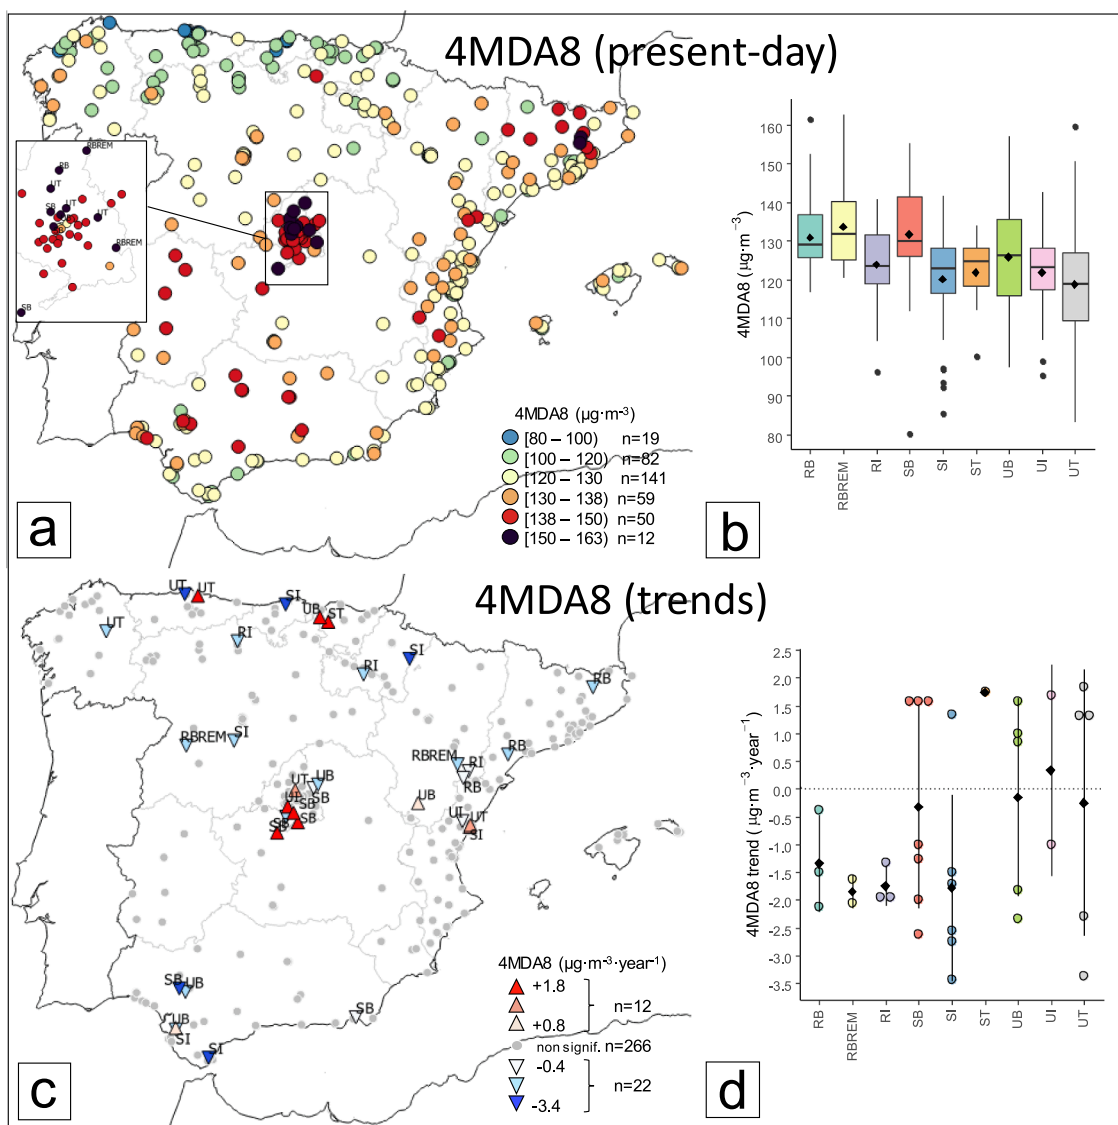 4MDA8 (present-day)
RBREM
RB
UT
SB
UT
UT
RBREM
SB
4MDA8 (µg·m⁻³)
[80 – 100) n=19
[100 – 120) n=82
[120 – 130 n=141
[130 – 138) n=59
[138 – 150) n=50
[150 – 163) n=12
a
4MDA8 (µg·m⁻³)
160
150
140
130
120
110
100
90
80
RB
RBREM
RI
SB
SI
ST
UB
UI
UT
b
4MDA8 (trends)
UT
UT
SI
UB
ST
UT
RI
SI
RI
RB
RBREM
SI
RBREM
RI
RB
RB
UT
UB
SB
UI
SB
SB
SB
SB
UB
UI
UT
SI
SB
UB
UB
SI
SI
SB
4MDA8 (µg·m⁻³·year⁻¹)
+1.8
+0.8
n=12
non signif. n=266
-0.4
-3.4
n=22
c
4MDA8 trend ( µg·m⁻³·year⁻¹)
2.5
1.5
1.0
0.5
0.0
-0.5
-1.0
-1.5
-2.0
-2.5
-3.0
-3.5
RB
RBREM
RI
SB
SI
ST
UB
UI
UT
d